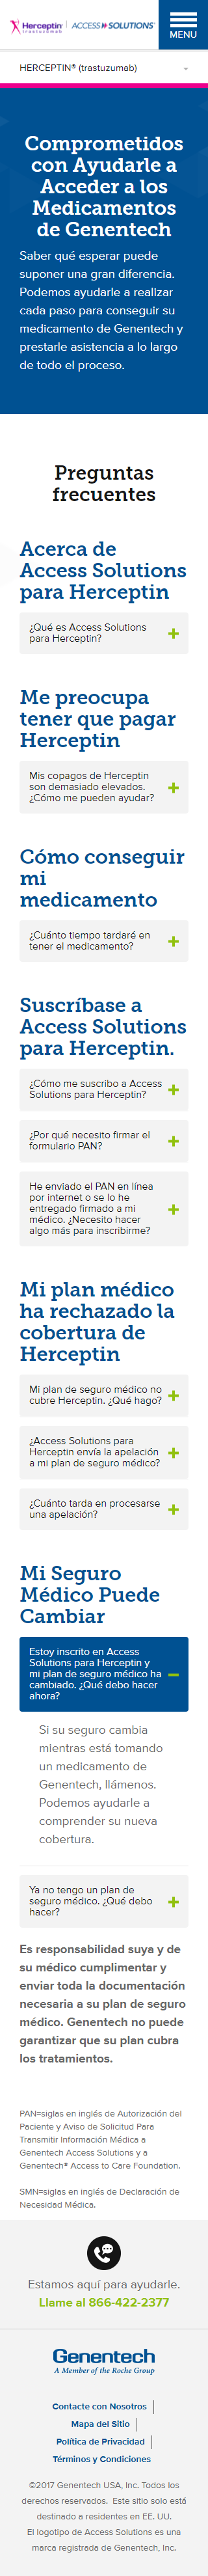 Herceptin®
trastuzumab
ACCESS SOLUTIONS®
MENU
HERCEPTIN® (trastuzumab)
Comprometidos
con Ayudarle a
Acceder a los
Medicamentos
de Genentech
Saber qué esperar puede
suponer una gran diferencia.
Podemos ayudarle a realizar
cada paso para conseguir su
medicamento de Genentech y
prestarle asistencia a lo largo
de todo el proceso.
Preguntas
frecuentes
Acerca de
Access Solutions
para Herceptin
¿Qué es Access Solutions
para Herceptin?
Me preocupa
tener que pagar
Herceptin
Mis copagos de Herceptin
son demasiado elevados.
¿Cómo me pueden ayudar?
Cómo conseguir
mi
medicamento
¿Cuánto tiempo tardaré en
tener el medicamento?
Suscríbase a
Access Solutions
para Herceptin.
¿Cómo me suscribo a Access
Solutions para Herceptin?
¿Por qué necesito firmar el
formulario PAN?
He enviado el PAN en línea
por internet o se lo he
entregado firmado a mi
médico. ¿Necesito hacer
algo más para inscribirme?
Mi plan médico
ha rechazado la
cobertura de
Herceptin
Mi plan de seguro médico no
cubre Herceptin. ¿Qué hago?
¿Access Solutions para
Herceptin envía la apelación
a mi plan de seguro médico?
¿Cuánto tarda en procesarse
una apelación?
Mi Seguro
Médico Puede
Cambiar
Estoy inscrito en Access
Solutions para Herceptin y
mi plan de seguro médico ha
cambiado. ¿Qué debo hacer
ahora?
Si su seguro cambia
mientras está tomando
un medicamento de
Genentech, llámenos.
Podemos ayudarle a
comprender su nueva
cobertura.
Ya no tengo un plan de
seguro médico. ¿Qué debo
hacer?
Es responsabilidad suya y de
su médico cumplimentar y
enviar toda la documentación
necesaria a su plan de seguro
médico. Genentech no puede
garantizar que su plan cubra
los tratamientos.
PAN=siglas en inglés de Autorización del
Paciente y Aviso de Solicitud Para
Transmitir Información Médica a
Genentech Access Solutions y a
Genentech® Access to Care Foundation.
SMN=siglas en inglés de Declaración de
Necesidad Médica.
Estamos aquí para ayudarle.
Llame al 866-422-2377
Genentech
A Member of the Roche Group
Contacte con Nosotros
Mapa del Sitio
Política de Privacidad
Términos y Condiciones
©2017 Genentech USA, Inc. Todos los
derechos reservados. Este sitio solo está
destinado a residentes en EE. UU.
El logotipo de Access Solutions es una
marca registrada de Genentech, Inc.